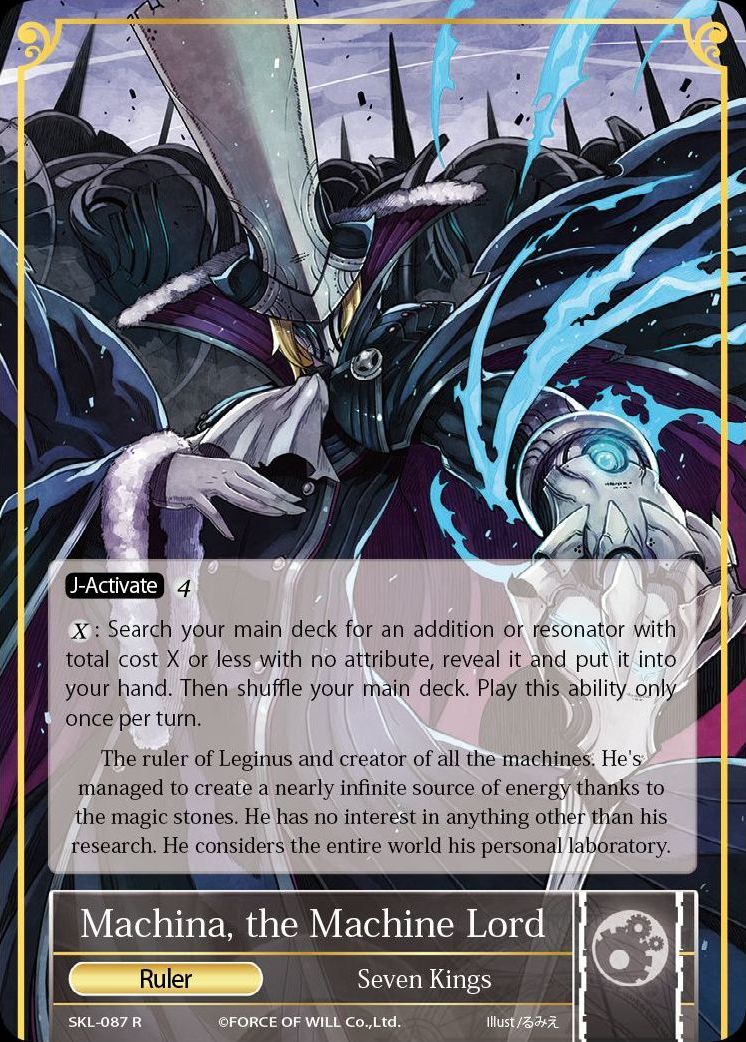 J-Activate 4
X : Search your main deck for an addition or resonator with
total cost X or less with no attribute, reveal it and put it into
your hand. Then shuffle your main deck. Play this ability only
once per turn.
The ruler of Leginus and creator of all the machines. He's
managed to create a nearly infinite source of energy thanks to
the magic stones. He has no interest in anything other than his
research. He considers the entire world his personal laboratory.
Machina, the Machine Lord
Ruler Seven Kings
SKL-087 R ©FORCE OF WILL Co.,Ltd. Illust/るみえ